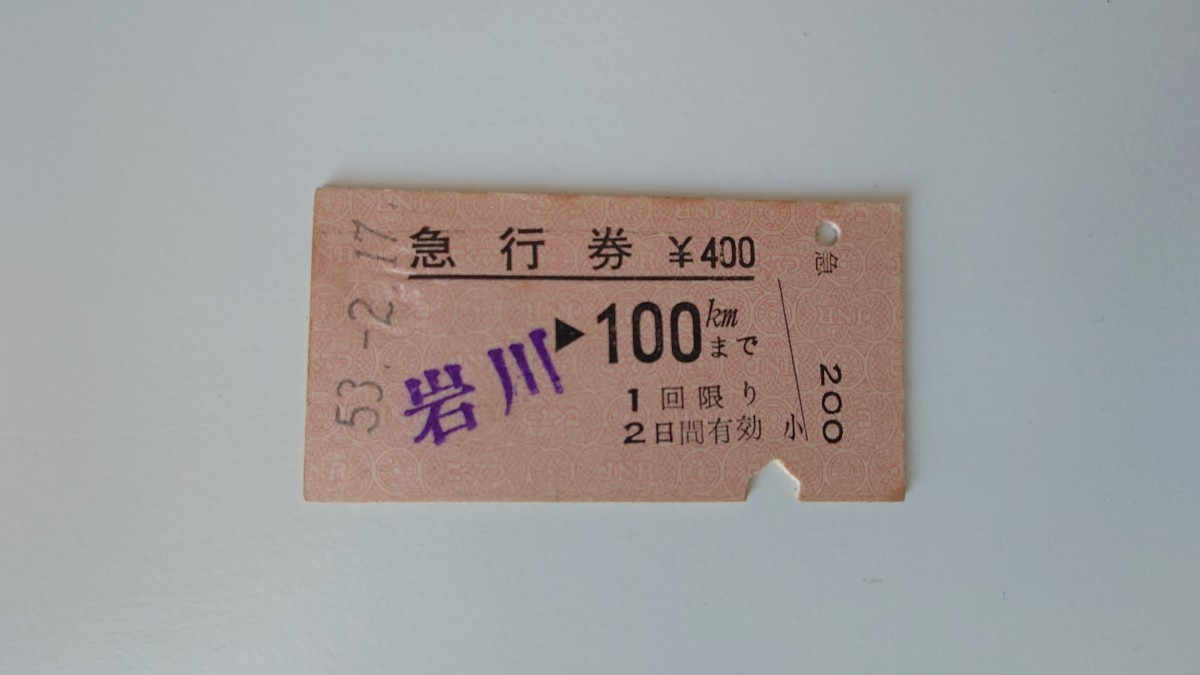 53-2.17.
急行券 ¥400
岩川
▶100kmまで
1回限り
2日間有効
小
急
200